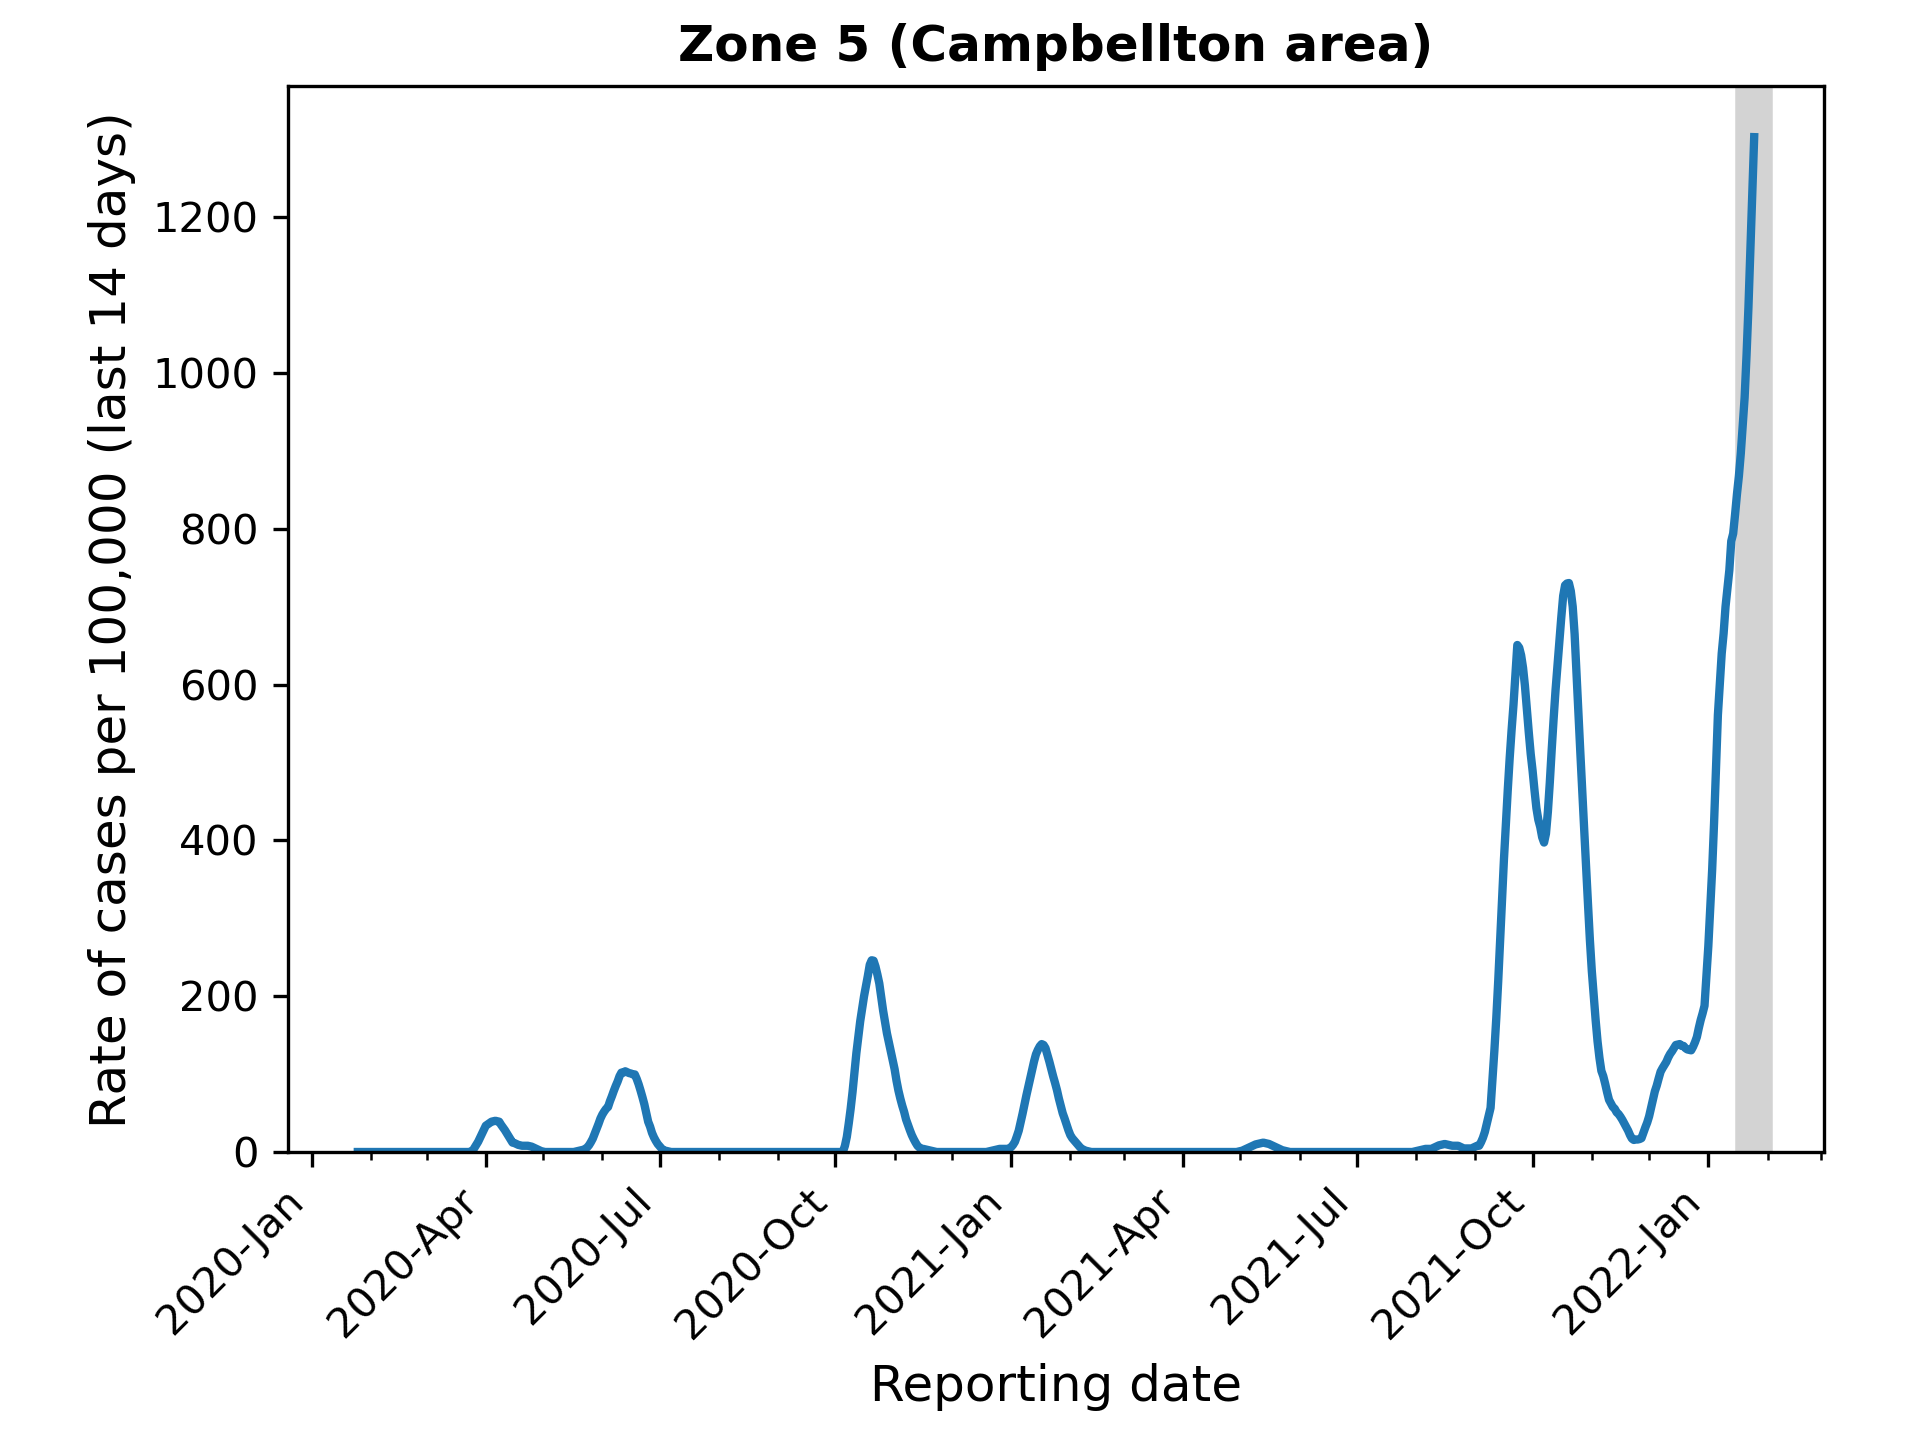 Zone 5 (Campbellton area)
Rate of cases per 100,000 (last 14 days)
1200
1000
800
600
400
200
0
2020-Jan
2020-Apr
2020-Jul
2020-Oct
2021-Jan
2021-Apr
2021-Jul
2021-Oct
2022-Jan
Reporting date